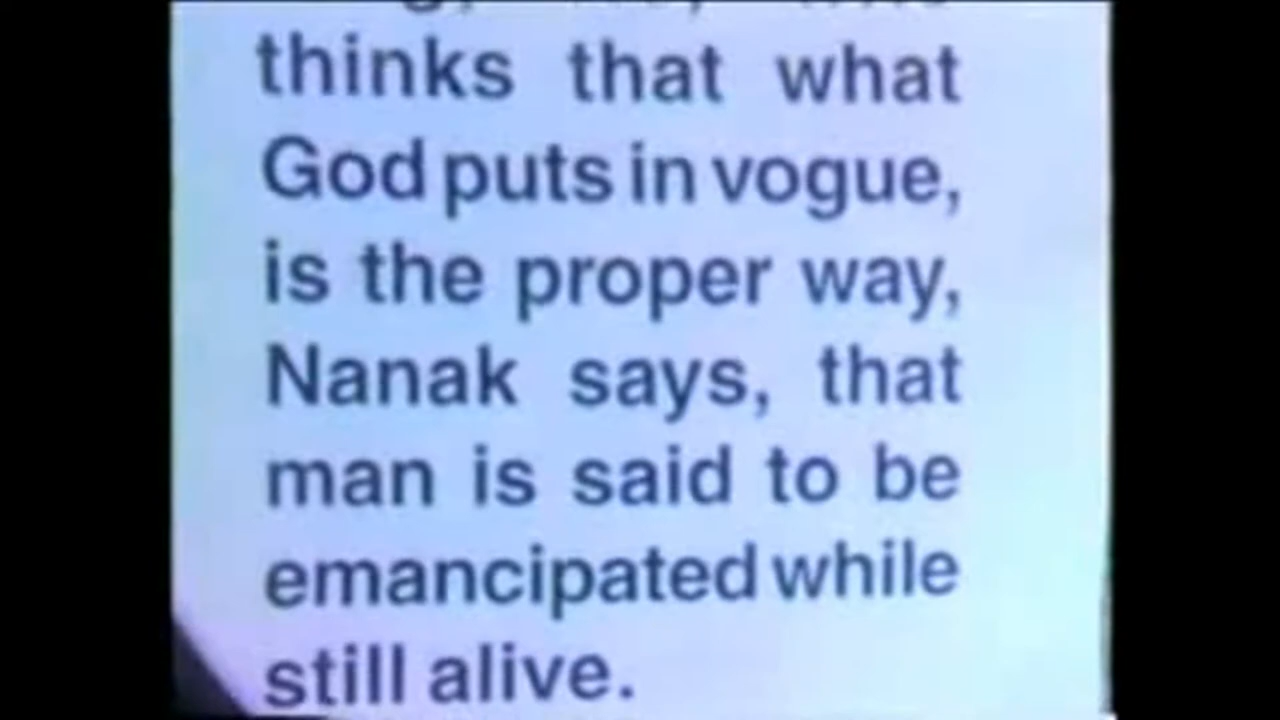 thinks that what
God puts in vogue,
is the proper way,
Nanak says, that
man is said to be
emancipated while
still alive.